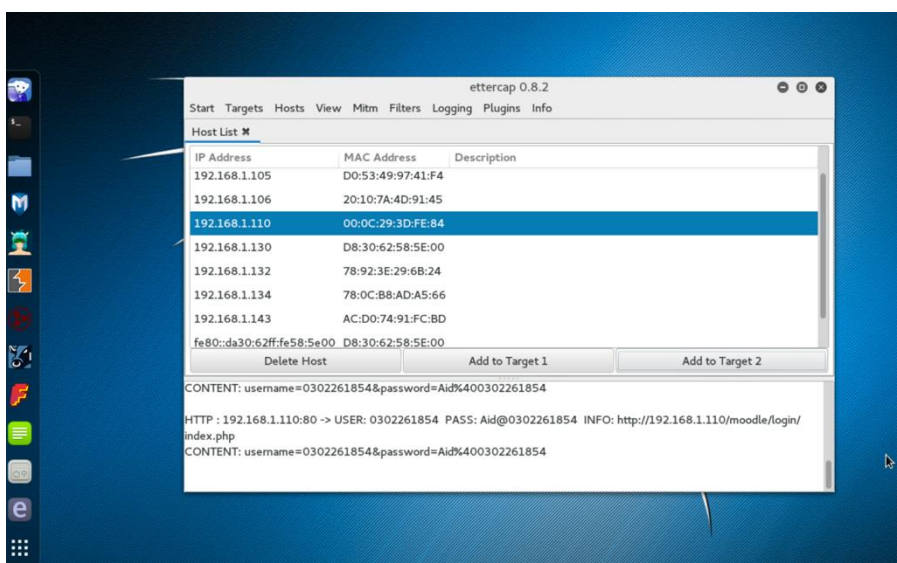 ettercap 0.8.2
Start Targets Hosts View Mitm Filters Logging Plugins Info
Host List ✖
IP Address MAC Address Description
192.168.1.105 D0:53:49:97:41:F4
192.168.1.106 20:10:7A:4D:91:45
192.168.1.110 00:0C:29:3D:FE:84
192.168.1.130 D8:30:62:58:5E:00
192.168.1.132 78:92:3E:29:6B:24
192.168.1.134 78:0C:B8:AD:A5:66
192.168.1.143 AC:D0:74:91:FC:BD
fe80::da30:62ff:fe58:5e00 D8:30:62:58:5E:00
Delete Host Add to Target 1 Add to Target 2
CONTENT: username=0302261854&password=Aid%400302261854
HTTP : 192.168.1.110:80 -> USER: 0302261854 PASS: Aid@0302261854 INFO: http://192.168.1.110/moodle/login/
index.php
CONTENT: username=0302261854&password=Aid%400302261854